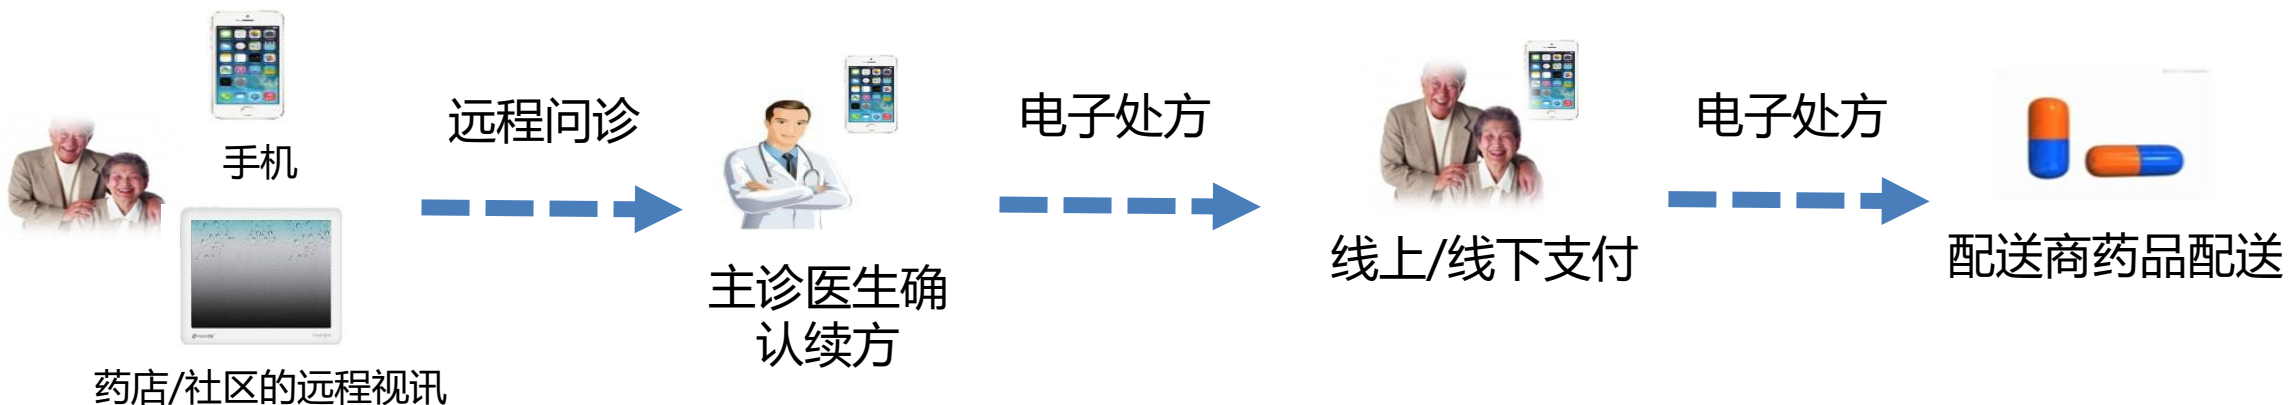 手机
药店/社区的远程视讯
远程问诊
主诊医生确
认续方
电子处方
线上/线下支付
电子处方
配送商药品配送